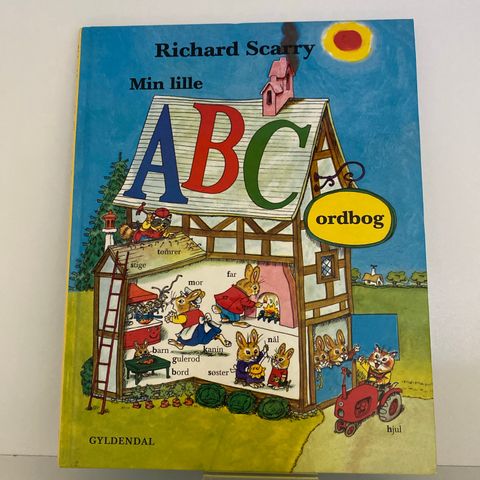 Richard Scarry
Min lille
ABC
ordbog
tømrer
stige
far
mor
nål
barn
kanin
gulerod
bord
søster
hjul
GYLDENDAL